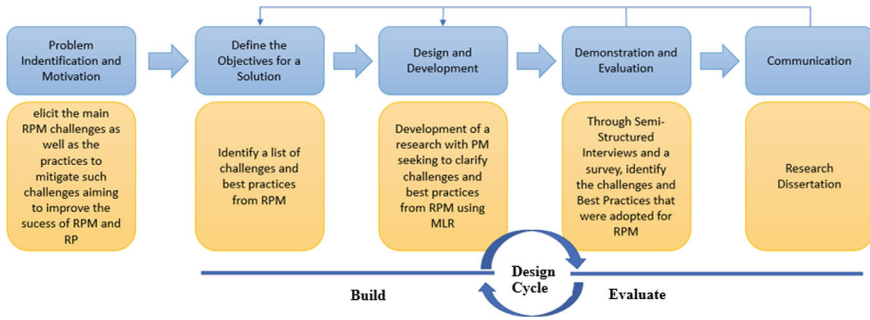 Problem
Indentification and
Motivation
Define the
Objectives for a
Solution
Design and
Development
Demonstration and
Evaluation
Communication
elicit the main
RPM challenges as
well as the
practices to
mitigate such
challenges aiming
to improve the
sucess of RPM and
RP
Identify a list of
challenges and
best practices
from RPM
Development of a
research with PM
seeking to clarify
challenges and
best practices
from RPM using
MLR
Through Semi-
Structured
Interviews and a
survey, identify
the challenges and
Best Practices that
were adopted for
RPM
Research
Dissertation
Build
Design
Cycle
Evaluate